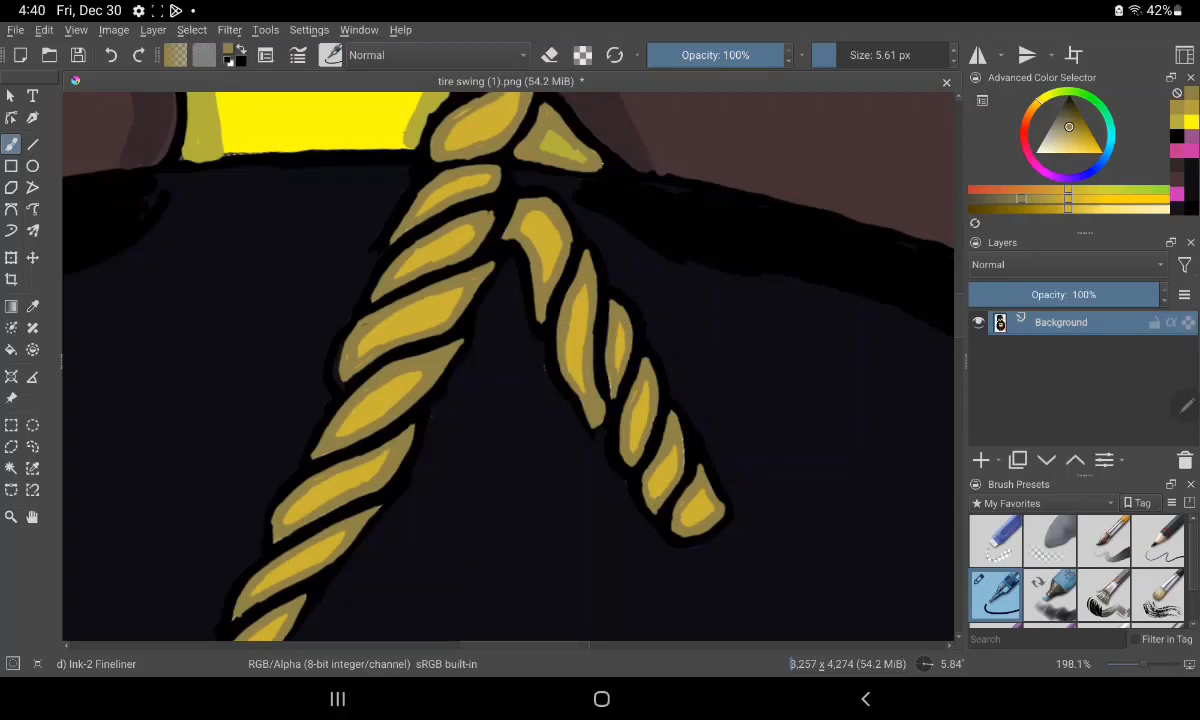 4:40 Fri, Dec 30
42%
File Edit View Image Layer Select Filter Tools Settings Window Help
Normal
Opacity: 100%
Size: 5.61 px
tire swing (1).png (54.2 MiB) *
Advanced Color Selector
Layers
Normal
Opacity: 100%
Background
Brush Presets
★ My Favorites
Tag
Search
Filter in Tag
d) Ink-2 Fineliner
RGB/Alpha (8-bit integer/channel) sRGB built-in
3,257 x 4,274 (54.2 MiB)
5.84°
198.1%